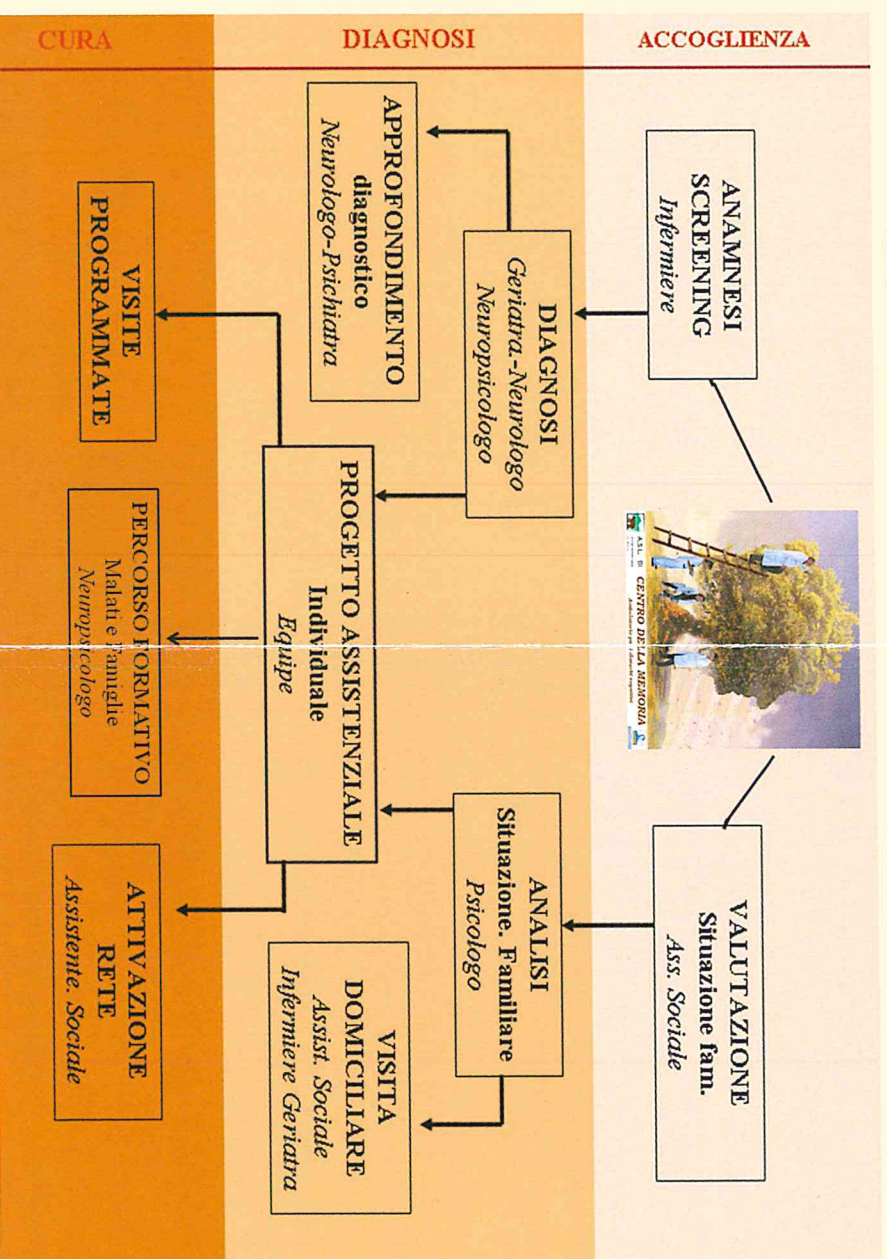 ACCOGLIENZA
ANAMNESI
SCREENING
Infermiere
CENTRO DELLA MEMORIA
VALUTAZIONE
Situazione fam.
Ass. Sociale
DIAGNOSI
DIAGNOSI
Geriatra.-Neurologo
Neuropsicologo
ANALISI
Situazione. Familiare
Psicologo
APPROFONDIMENTO
diagnostico
Neurologo-Psichiatra
PROGETTO ASSISTENZIALE
Individuale
Equipe
VISITA
DOMICILIARE
Assist. Sociale
Infermiere Geriatra
CURA
VISITE
PROGRAMMATE
PERCORSO FORMATIVO
Malati e Famiglie
Neuropsicologo
ATTIVAZIONE
RETE
Assistente. Sociale